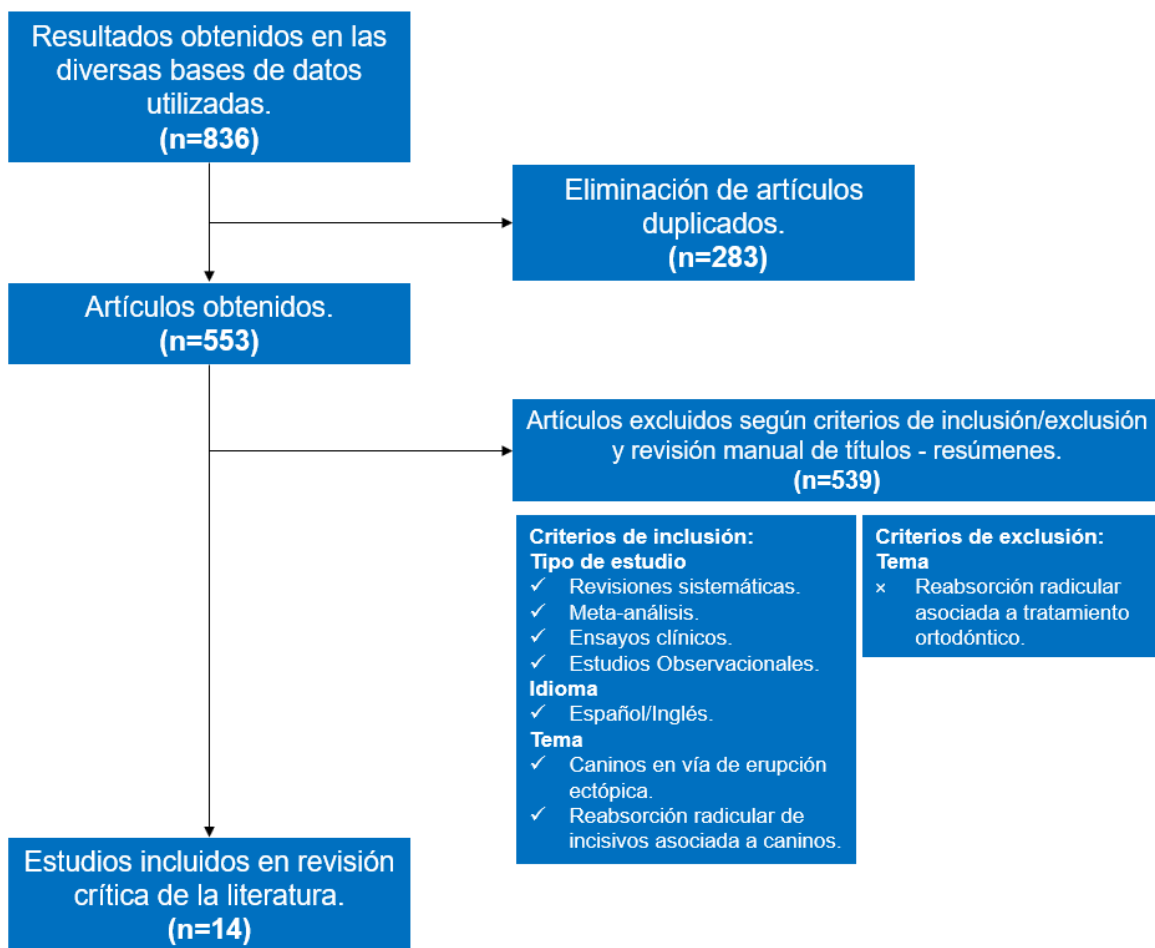 Resultados obtenidos en las
diversas bases de datos
utilizadas.
(n=836)
Eliminación de artículos
duplicados.
(n=283)
Artículos obtenidos.
(n=553)
Artículos excluidos según criterios de inclusión/exclusión
y revisión manual de títulos - resúmenes.
(n=539)
Criterios de inclusión:
Tipo de estudio
✓ Revisiones sistemáticas.
✓ Meta-análisis.
✓ Ensayos clínicos.
✓ Estudios Observacionales.
Idioma
✓ Español/Inglés.
Tema
✓ Caninos en vía de erupción
ectópica.
✓ Reabsorción radicular de
incisivos asociada a caninos.
Criterios de exclusión:
Tema
× Reabsorción radicular
asociada a tratamiento
ortodóntico.
Estudios incluidos en revisión
crítica de la literatura.
(n=14)